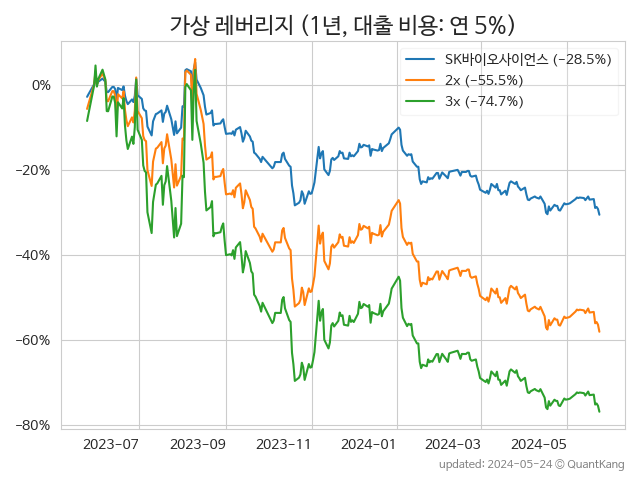 가상 레버리지 (1년, 대출 비용: 연 5%)
SK바이오사이언스 (−28.5%)
2x (−55.5%)
3x (−74.7%)
0%
−20%
−40%
−60%
−80%
2023-07 2023-09 2023-11 2024-01 2024-03 2024-05
updated: 2024-05-24 © QuantKang